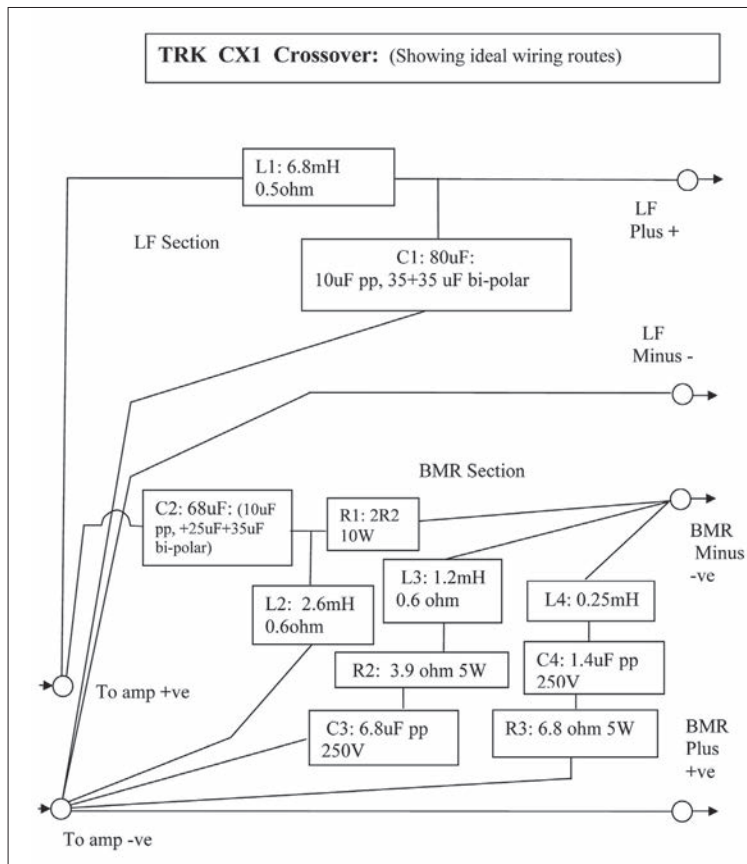 TRK CX1 Crossover: (Showing ideal wiring routes)
L1: 6.8mH
0.5ohm
LF
Plus +
LF Section
C1: 80uF:
10uF pp, 35+35 uF bi-polar
LF
Minus -
BMR Section
C2: 68uF: (10uF
pp, +25uF+35uF
bi-polar)
R1: 2R2
10W
BMR
Minus
-ve
L3: 1.2mH
0.6 ohm
L2: 2.6mH
0.6ohm
L4: 0.25mH
R2: 3.9 ohm 5W
C4: 1.4uF pp
250V
To amp +ve
C3: 6.8uF pp
250V
R3: 6.8 ohm 5W
BMR
Plus
+ve
To amp -ve